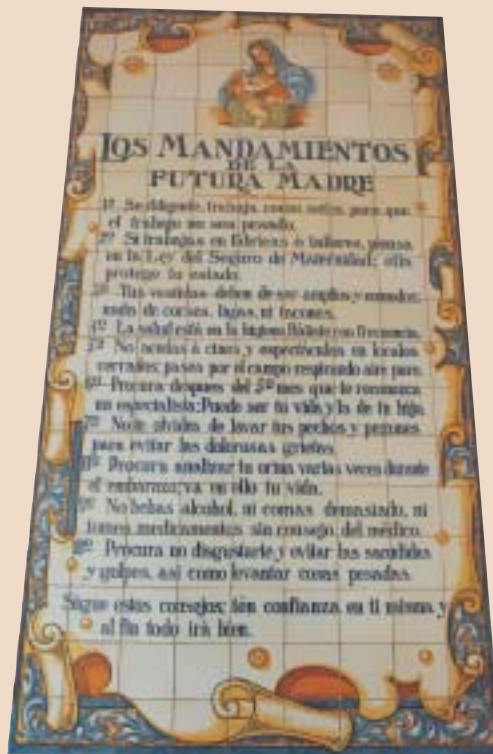 LOS MANDAMIENTOS
DE LA
FUTURA MADRE
1º Se diligente, trabaja, como antes, pero que
el trabajo no sea pesado.
2º Si trabajas en fábricas ó talleres, piensa
en la Ley del Seguro de Maternidad: ella
protege tu estado.
3º Tus vestidos deben de ser amplios y comodos:
nada de corses, fajas, ni tacones.
4º La salud está en la higiene. Báñate con frecuencia.
5º No acudas á cines y espectáculos en locales
cerrados; pasea por el campo respirando aire puro.
6º Procura despues del 5º mes que te reconozca
un especialista: Puede ser tu vida y la de tu hijo.
7º No te olvides de lavar tus pechos y pezones
para evitar las dolorosas grietas.
8º Procura analizar tu orina varias veces durante
el embarazo; va en ello tu vida.
9º No bebas alcohol, ni comas demasiado, ni
tomes medicamentos sin consejo del médico.
10º Procura no disgustarte y evitar las sacudidas
y golpes, así como levantar cosas pesadas.
Sigue estos consejos; ten confianza en ti misma y
al fin todo irá bien.